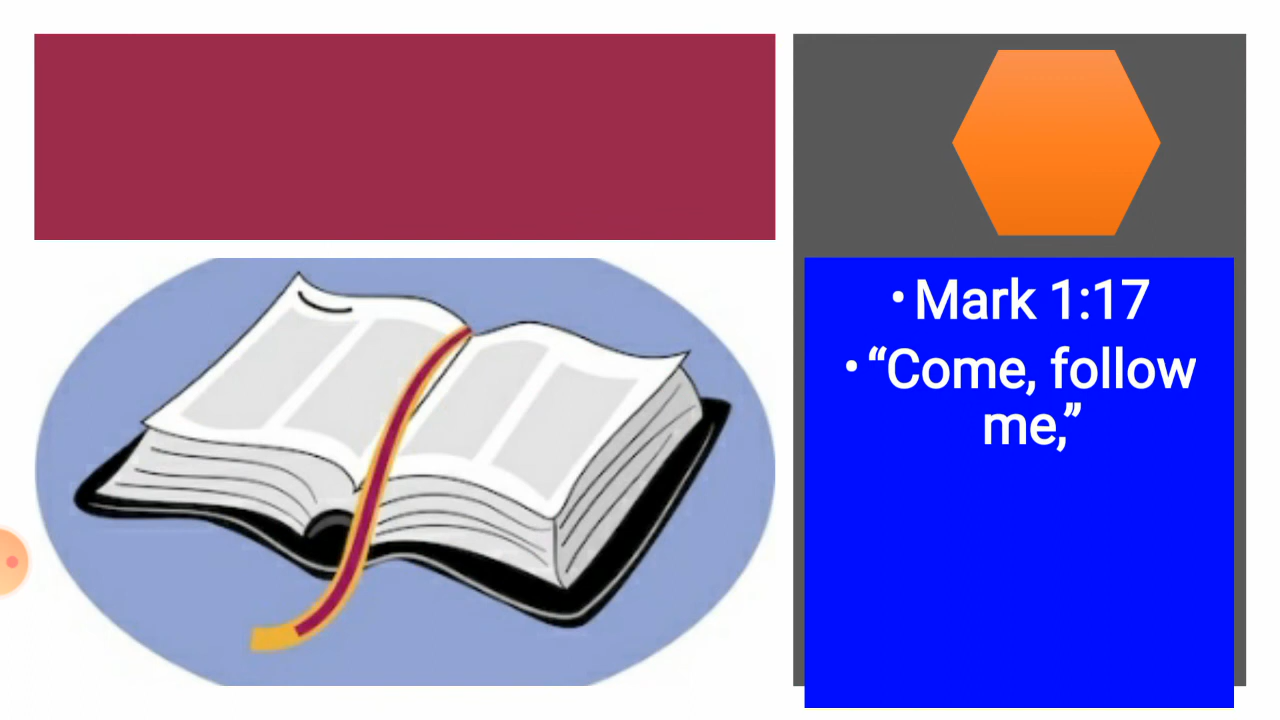 • Mark 1:17
• “Come, follow
me,”